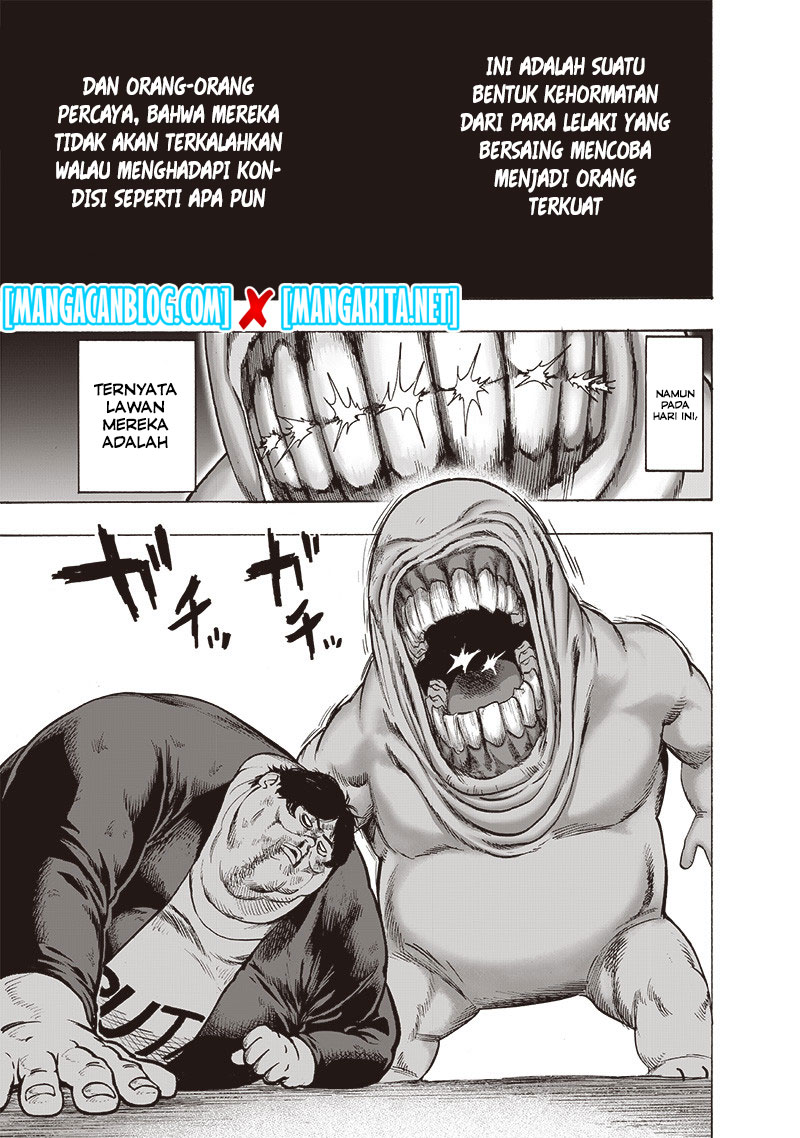 INI ADALAH SUATU
BENTUK KEHORMATAN
DARI PARA LELAKI YANG
BERSAING MENCOBA
MENJADI ORANG
TERKUAT
DAN ORANG-ORANG
PERCAYA, BAHWA MEREKA
TIDAK AKAN TERKALAHKAN
WALAU MENGHADAPI KON-
DISI SEPERTI APA PUN
[MANGACANBLOG.COM] X [MANGAKITA.NET]
NAMUN
PADA
HARI INI,
TERNYATA
LAWAN
MEREKA
ADALAH
ガチッ
ガチッ
PUT